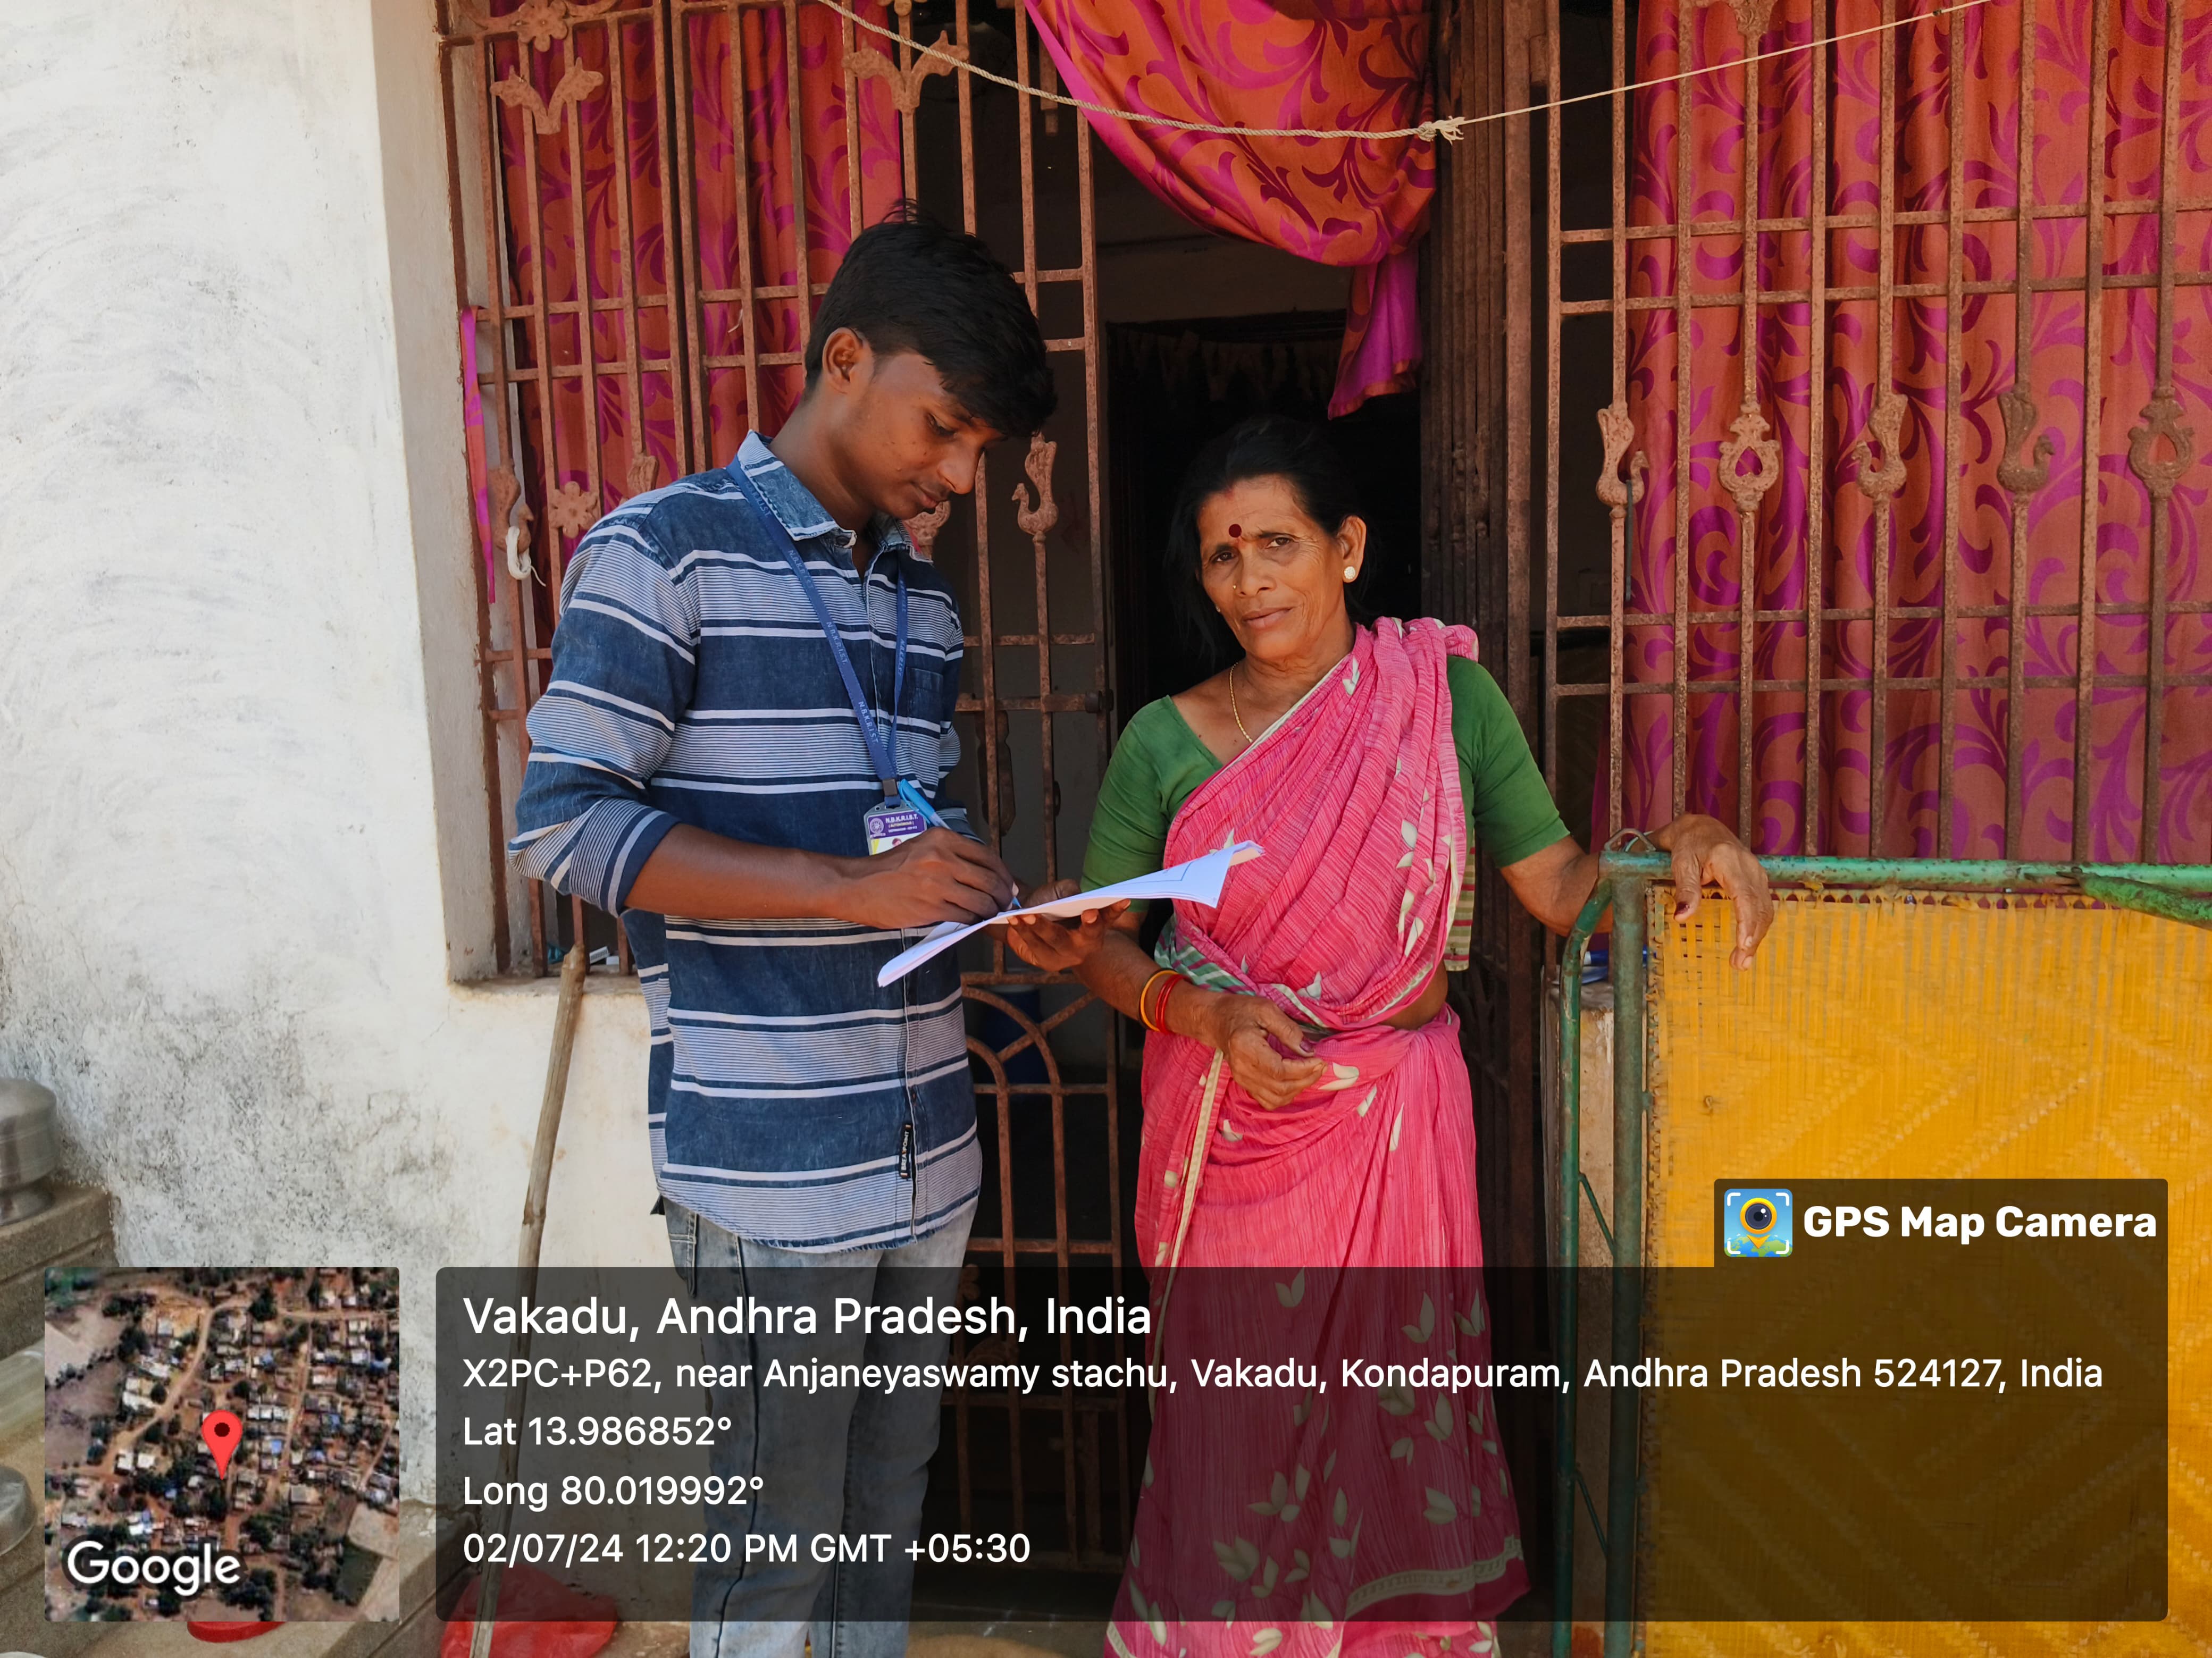 N.B.K.R.I.S.T
N.B.K.R.I.S.T
N.B.K.R.I.S.T.
GPS Map Camera
Vakadu, Andhra Pradesh, India
X2PC+P62, near Anjaneyaswamy stachu, Vakadu, Kondapuram, Andhra Pradesh 524127, India
Lat 13.986852°
Long 80.019992°
02/07/24 12:20 PM GMT +05:30
Google